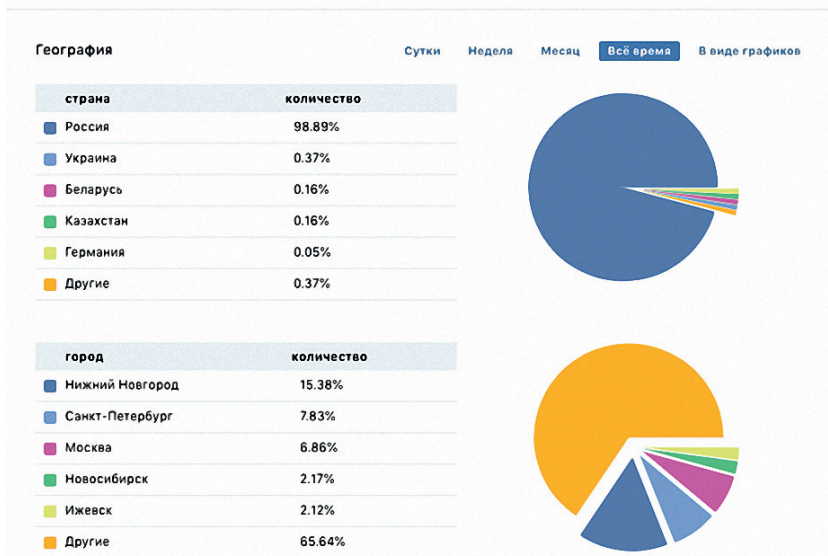 География Сутки Неделя Месяц Всё время В виде графиков
страна количество
Россия 98.89%
Украина 0.37%
Беларусь 0.16%
Казахстан 0.16%
Германия 0.05%
Другие 0.37%
город количество
Нижний Новгород 15.38%
Санкт-Петербург 7.83%
Москва 6.86%
Новосибирск 2.17%
Ижевск 2.12%
Другие 65.64%